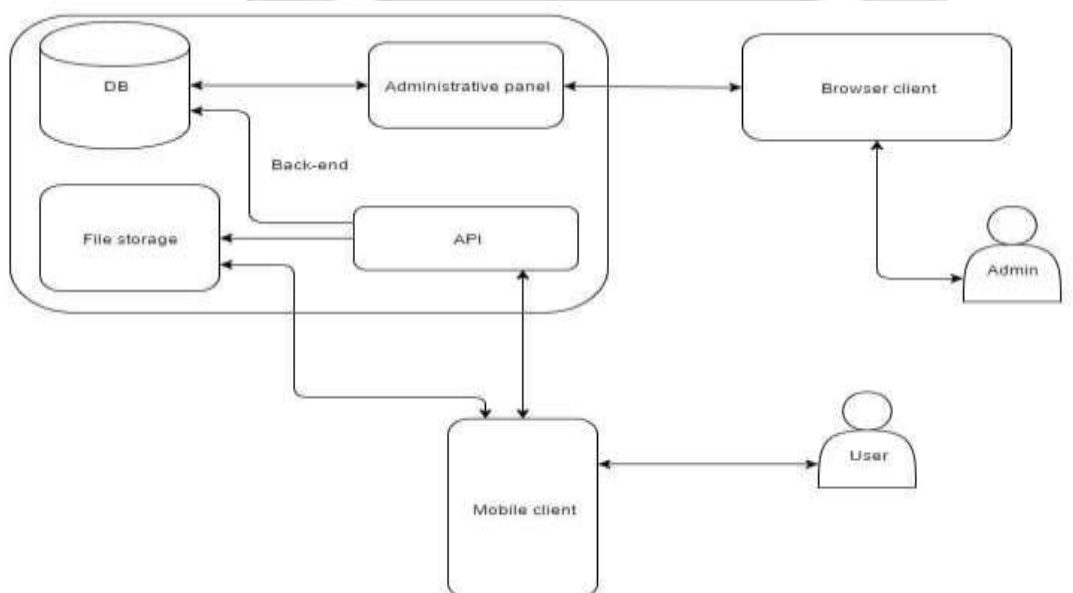 DB
Administrative panel
Browser client
Back-end
File storage
API
Admin
User
Mobile client